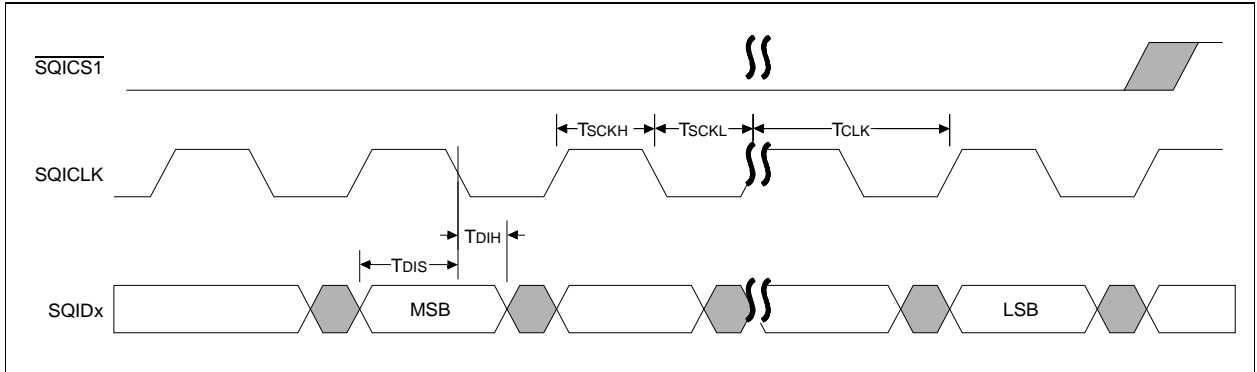 SQICS1
TSCKH TSCKL TCLK
SQICLK
TDIH
TDIS
SQIDx MSB LSB